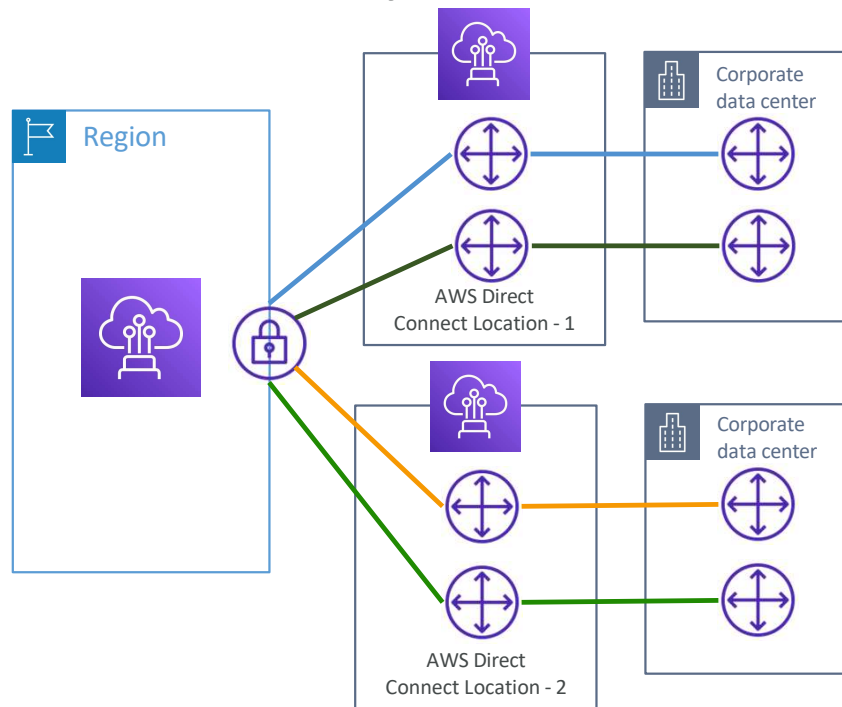 Region
Corporate
data center
AWS Direct
Connect Location - 1
Corporate
data center
AWS Direct
Connect Location - 2